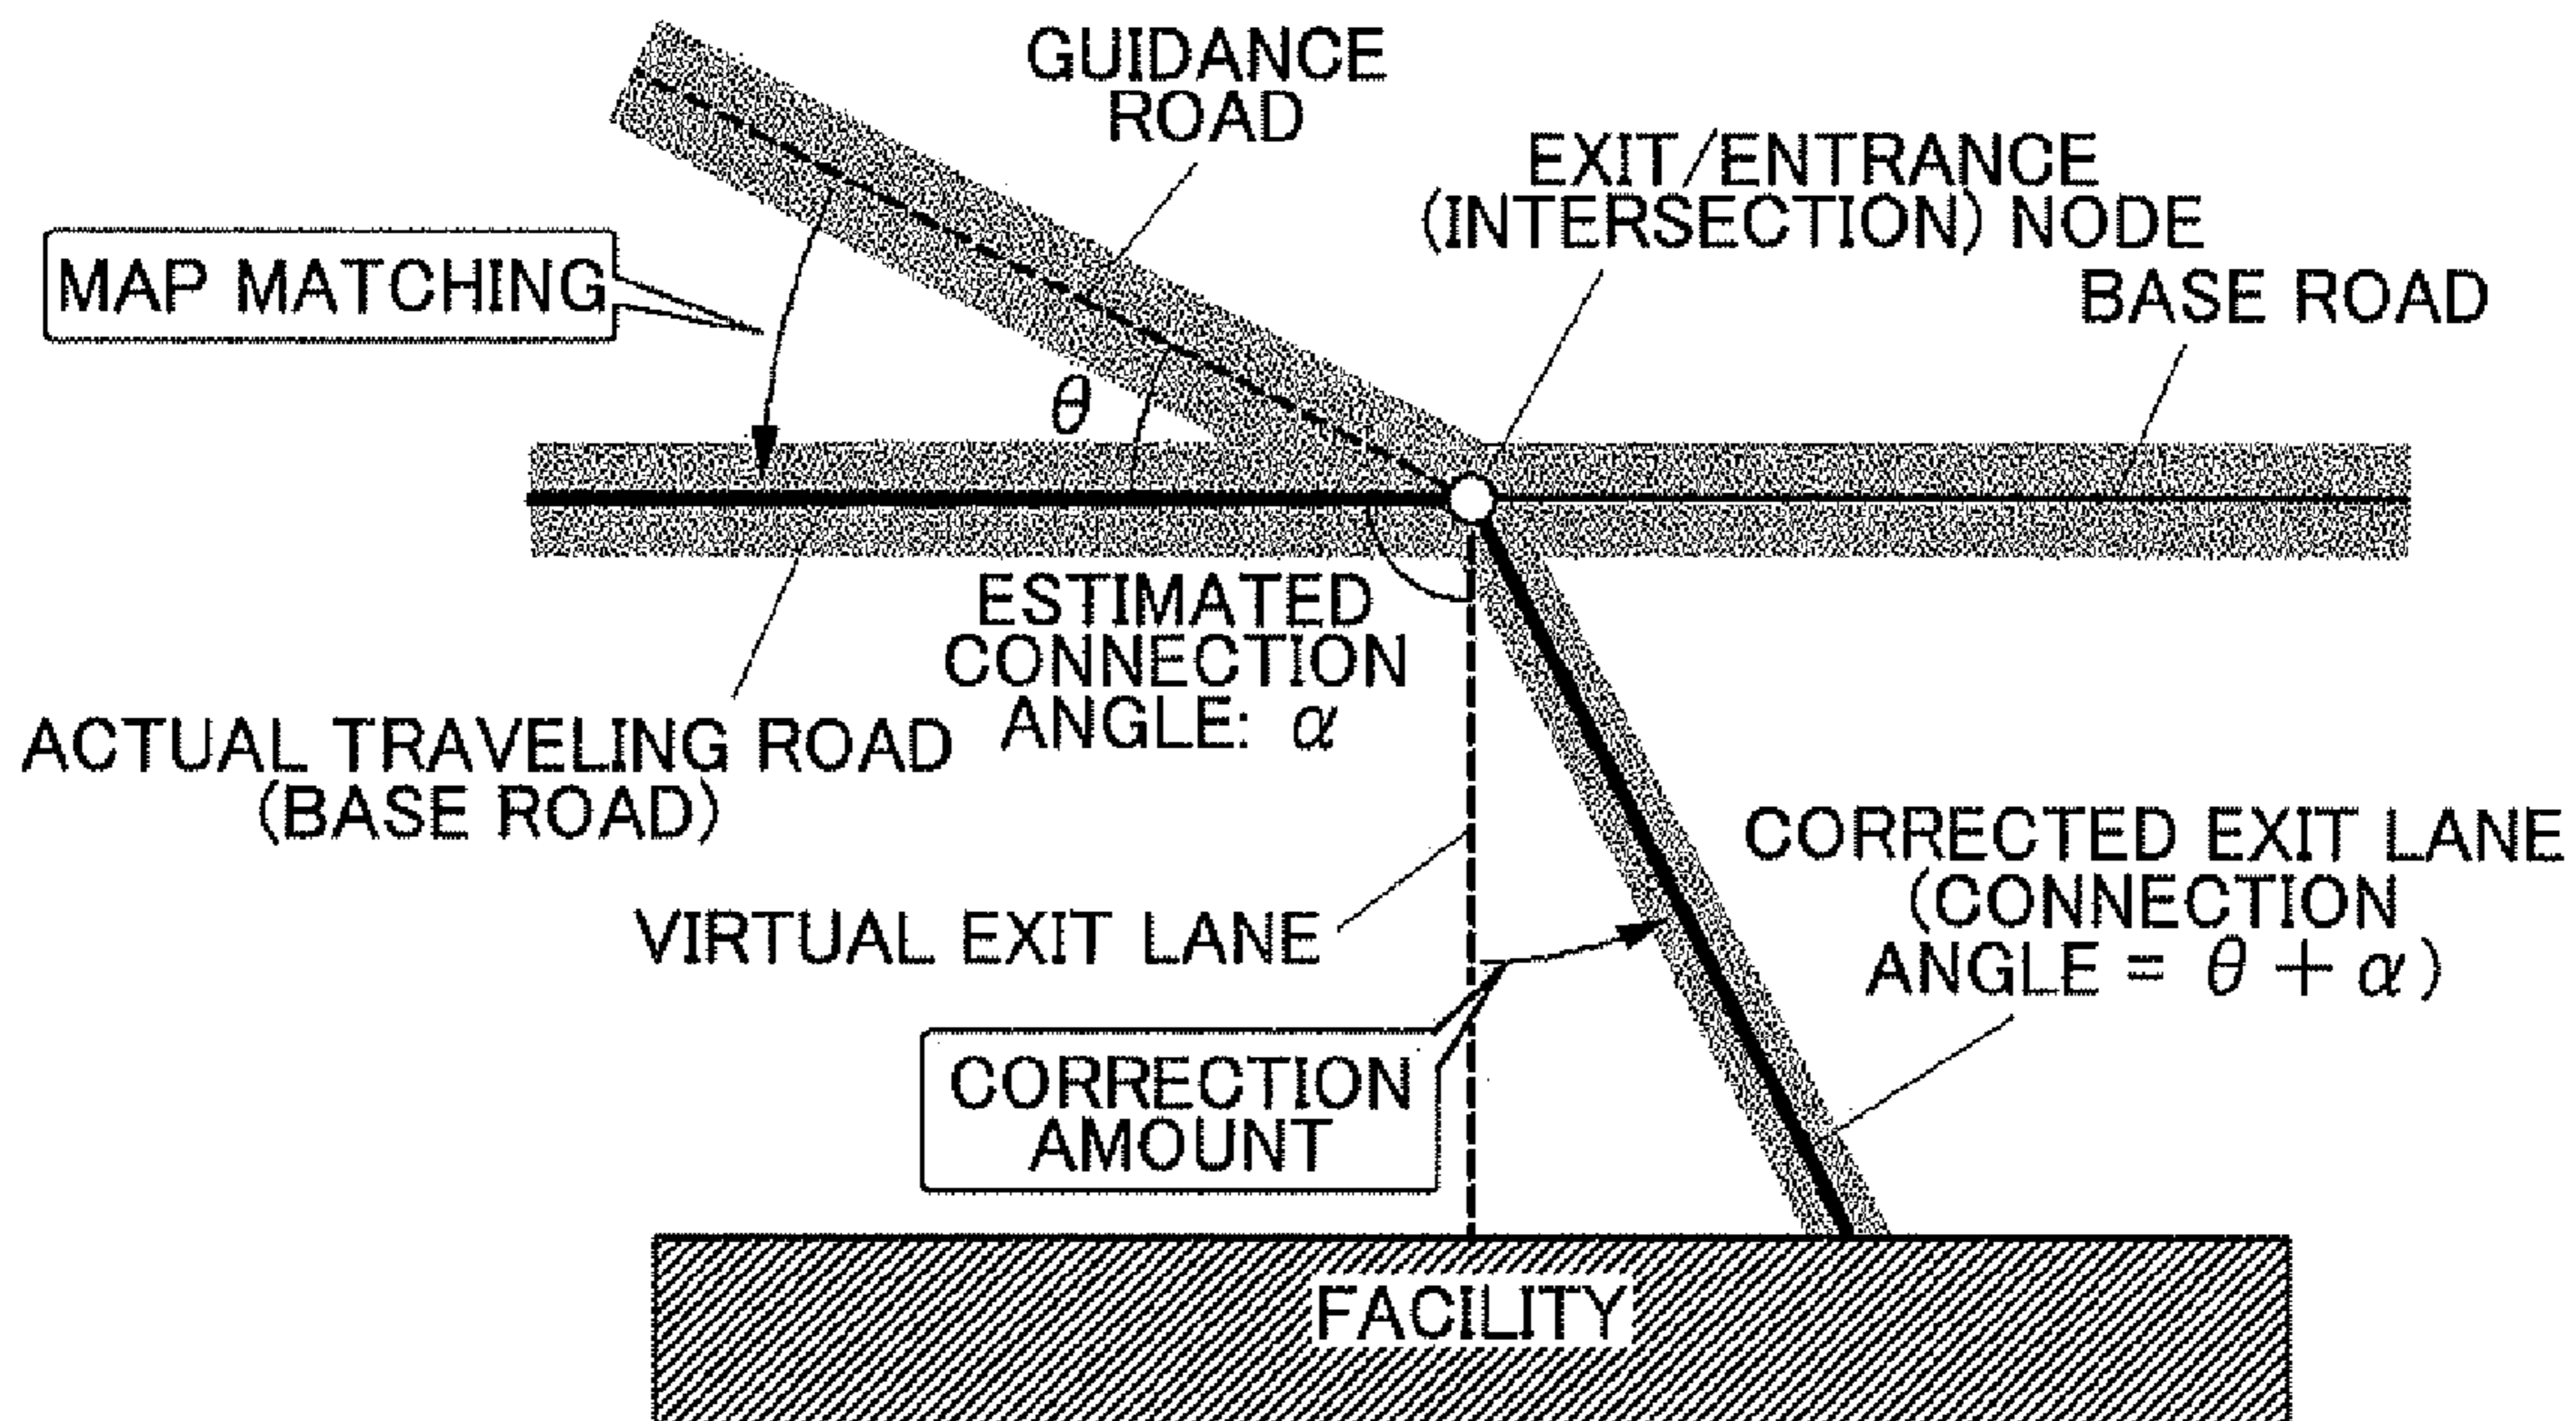 GUIDANCE
ROAD
EXIT/ENTRANCE
(INTERSECTION) NODE
BASE ROAD
MAP MATCHING
θ
ESTIMATED
CONNECTION
ANGLE: α
ACTUAL TRAVELING ROAD
(BASE ROAD)
CORRECTED EXIT LANE
(CONNECTION
ANGLE = θ + α)
VIRTUAL EXIT LANE
CORRECTION
AMOUNT
FACILITY